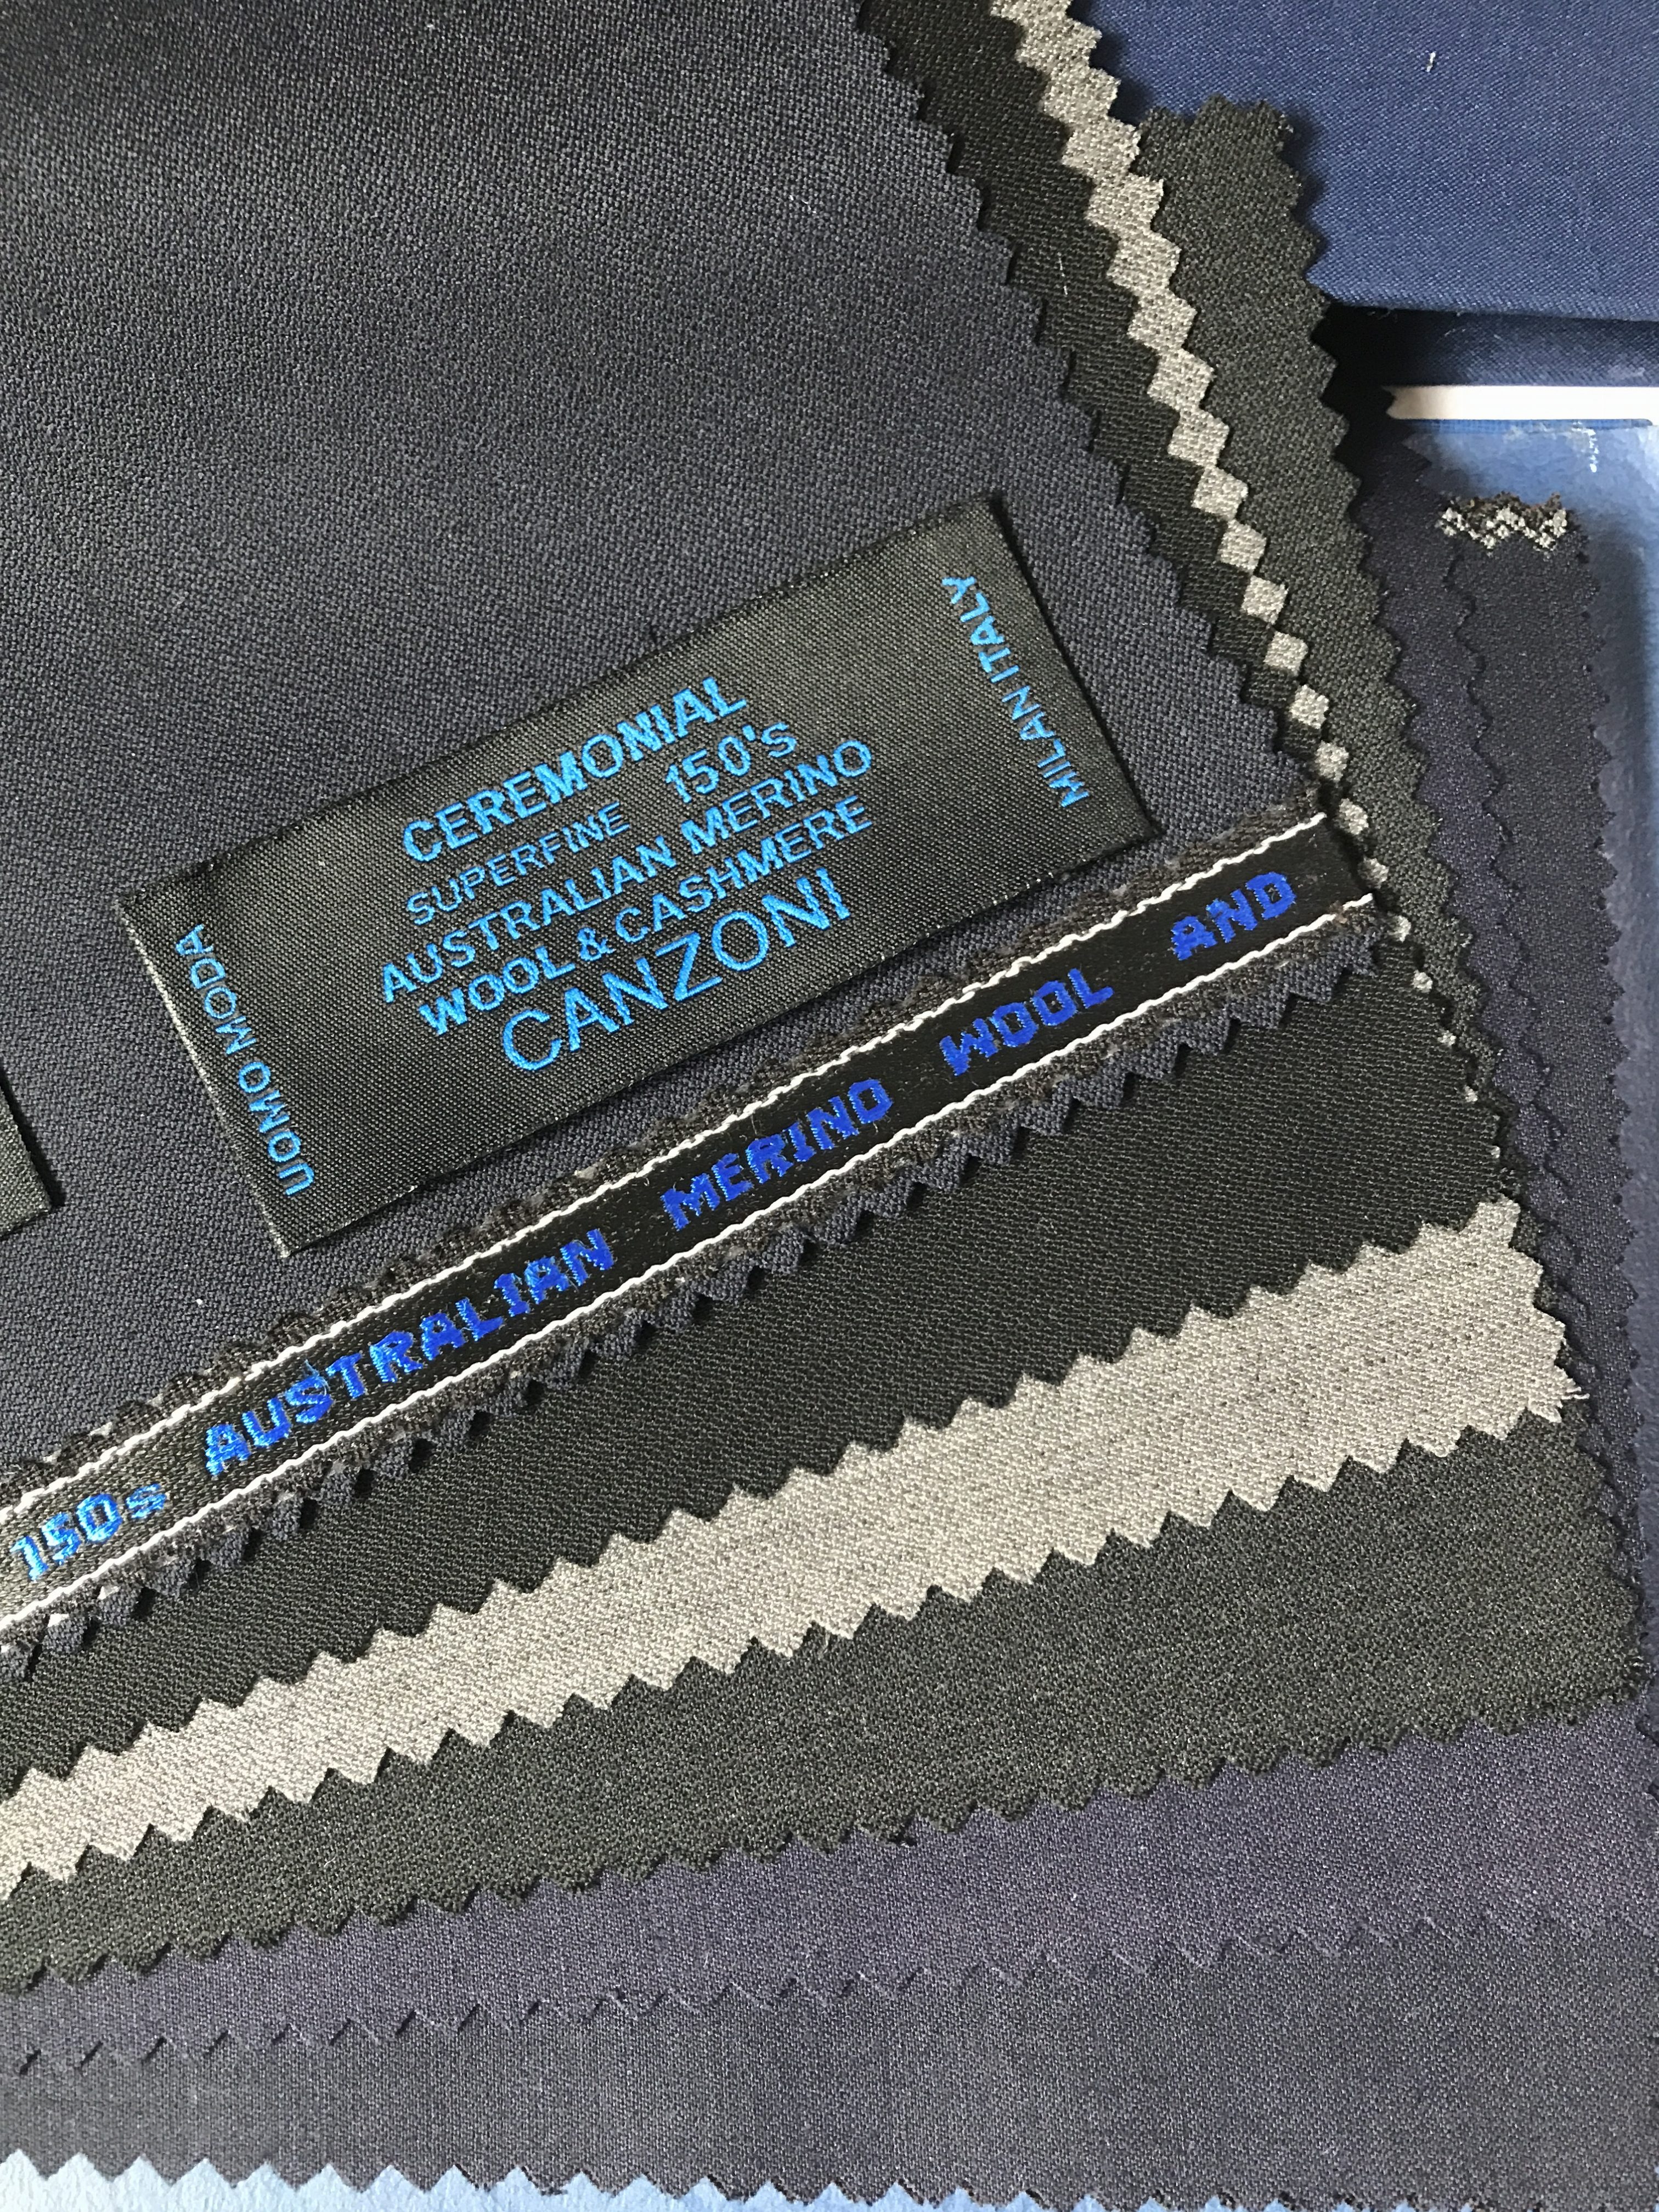 CEREMONIAL
SUPERFINE 150's
AUSTRALIAN MERINO
WOOL & CASHMERE
CANZONI
UOMO MODA
MILAN ITALY
150s AUSTRALIAN MERINO WOOL AND